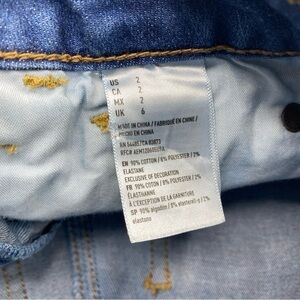 US 2
CA 2
MX 2
UK 6
MADE IN CHINA / FABRIQUÉ EN CHINE /
HECHO EN CHINA
EN: 90% COTTON / 8% POLYESTER / 2%
ELASTANE
EXCLUSIVE OF DECORATION
FR: 90% COTON / 8% POLYESTER / 2%
ÉLASTHANNE
À L'EXCEPTION DE LA GARNITURE
SP: 90% algodón / 8% / 2%
elastano